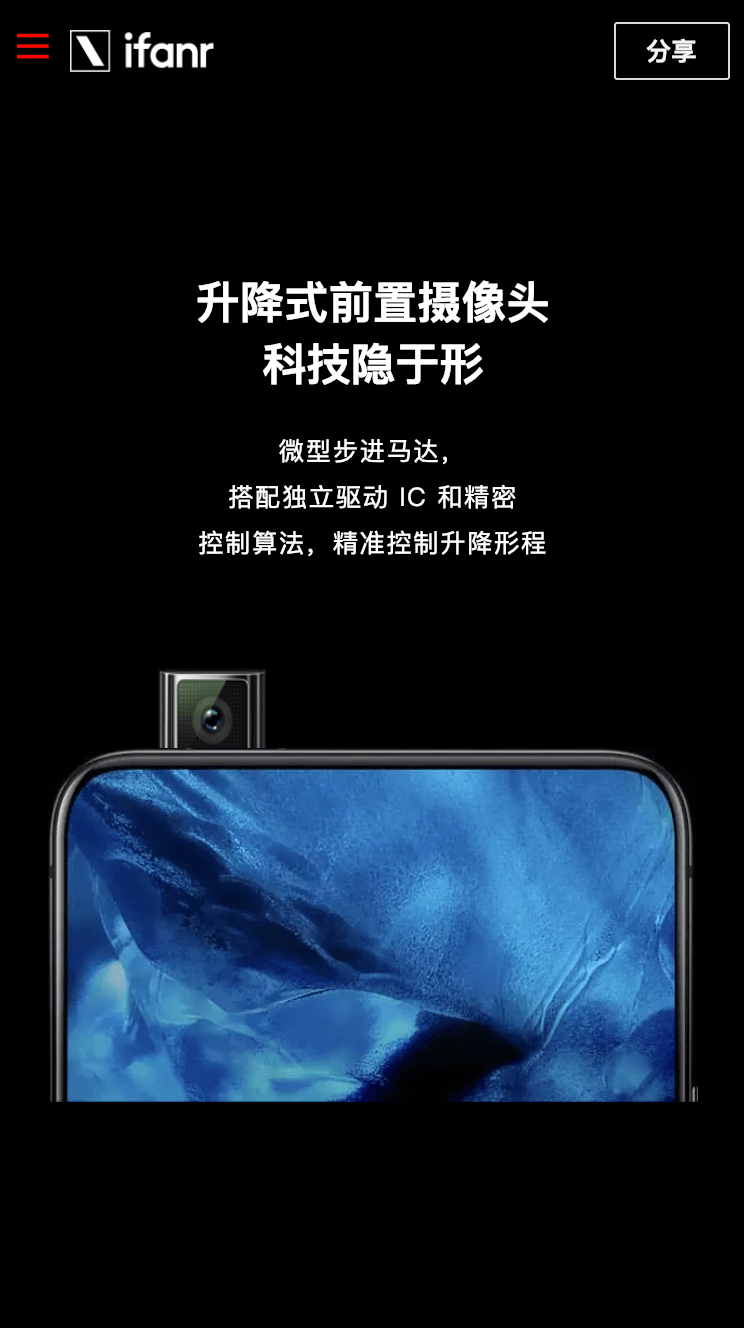 ifanr
分享
升降式前置摄像头
科技隐于形
微型步进马达，
搭配独立驱动 IC 和精密
控制算法，精准控制升降形程